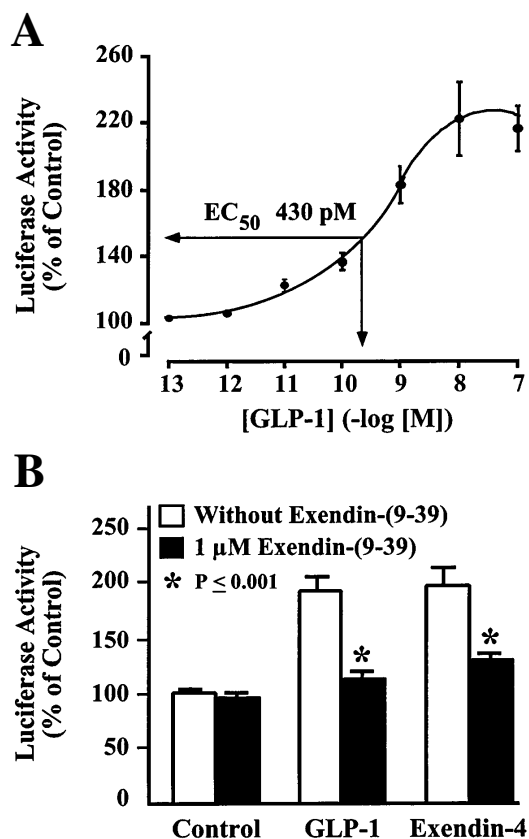 A
260
220
180
140
100
0
Luciferase Activity
(% of Control)
EC50 430 pM
13 12 11 10 9 8 7
[GLP-1] (-log [M])
B
Without Exendin-(9-39)
1 µM Exendin-(9-39)
* P ≤ 0.001
250
200
150
100
50
0
Luciferase Activity
(% of Control)
*
*
Control GLP-1 Exendin-4